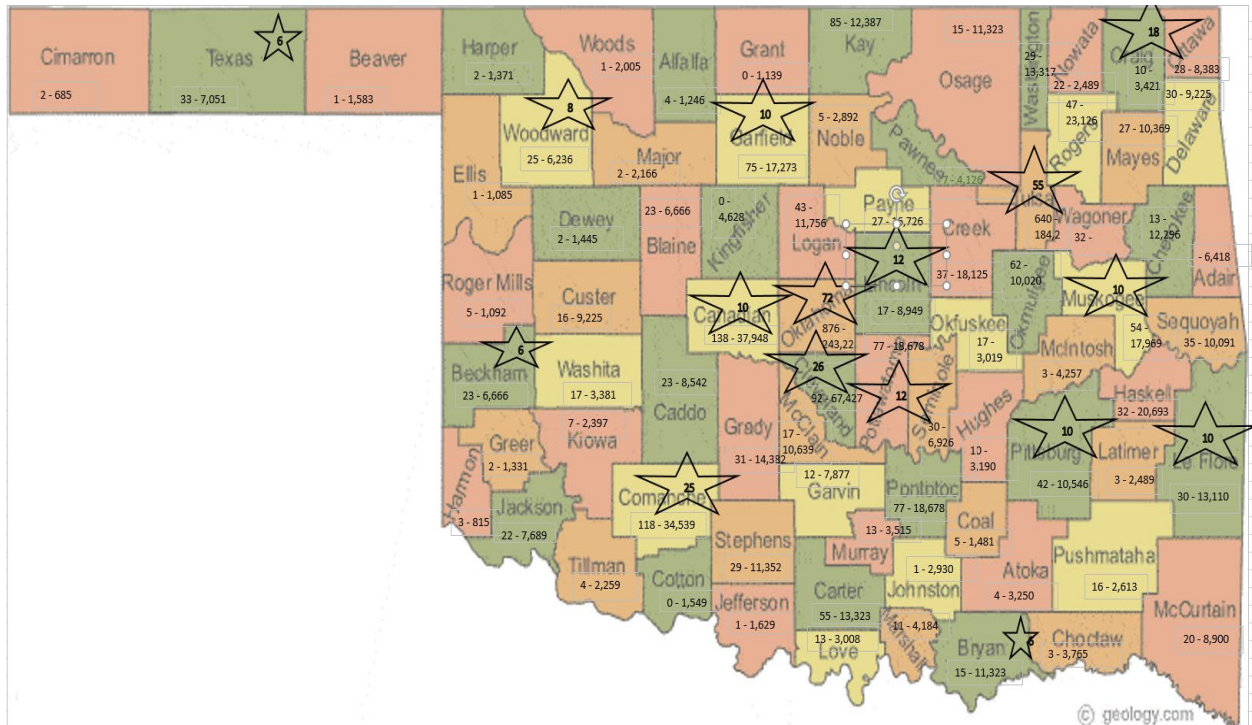 Cimarron
2 - 685
Texas
6
33 - 7,051
Beaver
1 - 1,583
Harper
2 - 1,371
Woods
1 - 2,005
Alfalfa
4 - 1,246
Grant
0 - 1,139
85 - 12,387
Kay
15 - 11,323
Osage
Washington
29 -
13,317
Nowata
22 - 2,489
18
Craig
10 -
3,421
Ottawa
28 - 8,383
30 - 9,225
Delaware
8
Woodward
25 - 6,236
10
Garfield
75 - 17,273
5 - 2,892
Noble
Pawnee
7 - 4,126
47 -
23,126
Rogers
27 - 10,369
Mayes
Ellis
1 - 1,085
Major
2 - 2,166
Dewey
2 - 1,445
23 - 6,666
Blaine
0 -
4,628
Kingfisher
43 -
11,756
Logan
Payne
Creek
37 - 18,125
55
Tulsa
640 -
184,2
Wagoner
32 -
13 -
12,296
Cherokee
- 6,418
Adair
Roger Mills
5 - 1,092
Custer
16 - 9,225
10
Canadian
138 - 37,948
72
Oklahoma
876 -
243,22
12
Lincoln
17 - 8,949
62 -
10,020
Okmulgee
10
Muskogee
54 -
17,969
Sequoyah
35 - 10,091
6
Beckham
23 - 6,666
Washita
17 - 3,381
23 - 8,542
Caddo
26
92 - 67,427
Cleveland
77 - 18,678
12
Pottawatomie
Seminole
30 -
6,926
Okfuskee
17 -
3,019
McIntosh
3 - 4,257
Haskell
32 - 20,693
Greer
2 - 1,331
7 - 2,397
Kiowa
Grady
31 - 14,382
McClain
17 -
10,639
Hughes
10 -
3,190
10
Pittsburg
42 - 10,546
Latimer
3 - 2,489
10
Le Flore
30 - 13,110
Harmon
3 - 815
Jackson
22 - 7,689
25
Comanche
118 - 34,539
12 - 7,877
Garvin
Pontotoc
77 - 18,678
Coal
5 - 1,481
Tillman
4 - 2,259
Cotton
0 - 1,549
Stephens
29 - 11,352
13 - 3,515
Murray
1 - 2,930
Johnston
Atoka
4 - 3,250
Pushmataha
16 - 2,613
Jefferson
1 - 1,629
Carter
55 - 13,323
13 - 3,008
Love
11 - 4,184
Marshall
Bryan
15 - 11,323
Choctaw
3 - 3,765
McCurtain
20 - 8,900
© geology.com